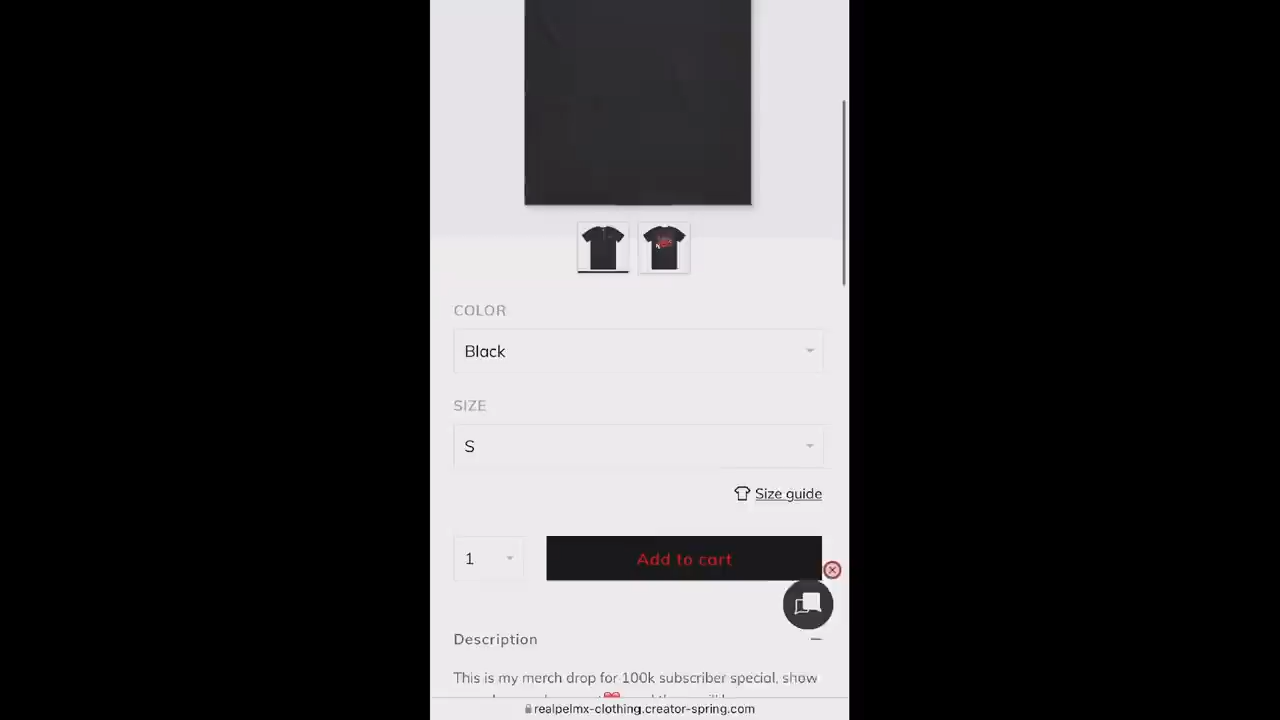 COLOR
Black
SIZE
S
Size guide
1
Add to cart
Description
This is my merch drop for 100k subscriber special, show
realpelmx-clothing.creator-spring.com